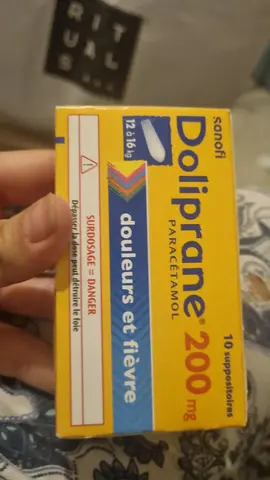 RIT
UAL
S...
sanofi
12 à 16 kg
Doliprane® 200 mg
PARACÉTAMOL
10 suppositoires
douleurs et fièvre
SURDOSAGE = DANGER
Dépasser la dose peut détruire le foie